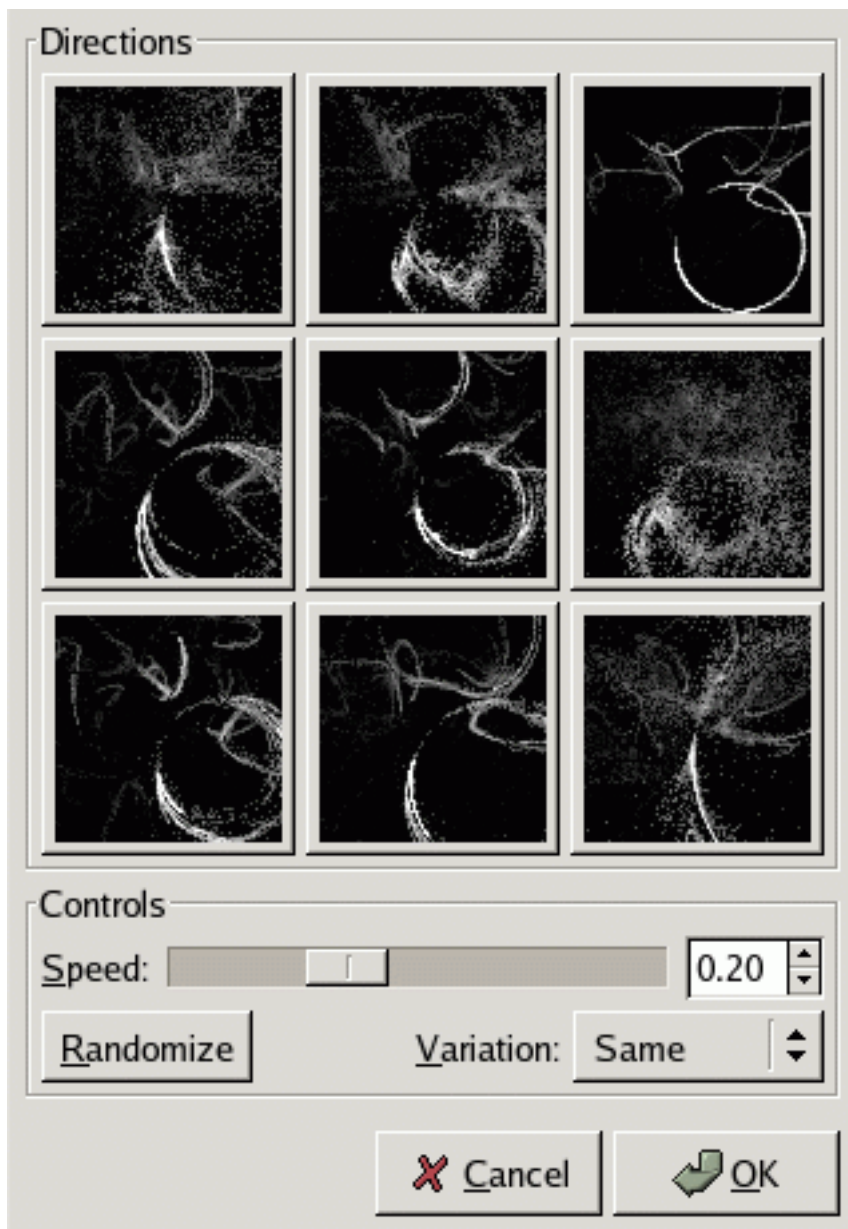 Directions
Controls
Speed: 0.20
Randomize Variation: Same
Cancel OK